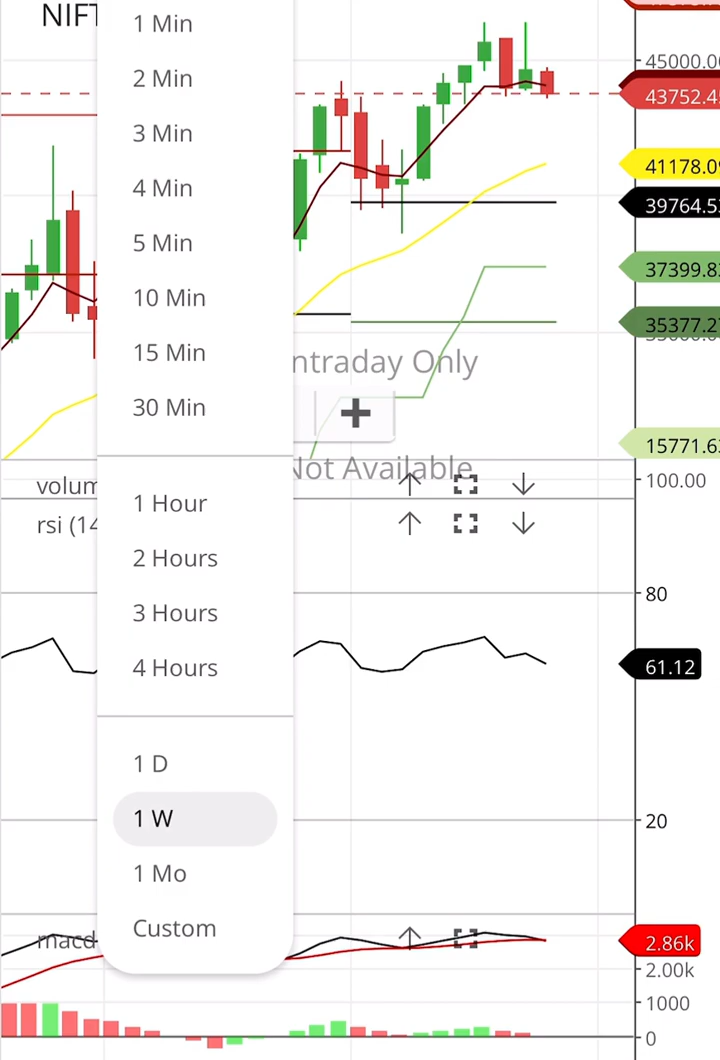 NIFT
1 Min
2 Min
3 Min
4 Min
5 Min
10 Min
15 Min
30 Min
1 Hour
2 Hours
3 Hours
4 Hours
1 D
1 W
1 Mo
Custom
45000.0
43752.4
41178.0
39764.5
37399.8
35377.2
15771.6
ntraday Only
Not Available
volum
100.00
rsi (14
80
61.12
20
macd
2.86k
2.00k
1000
0